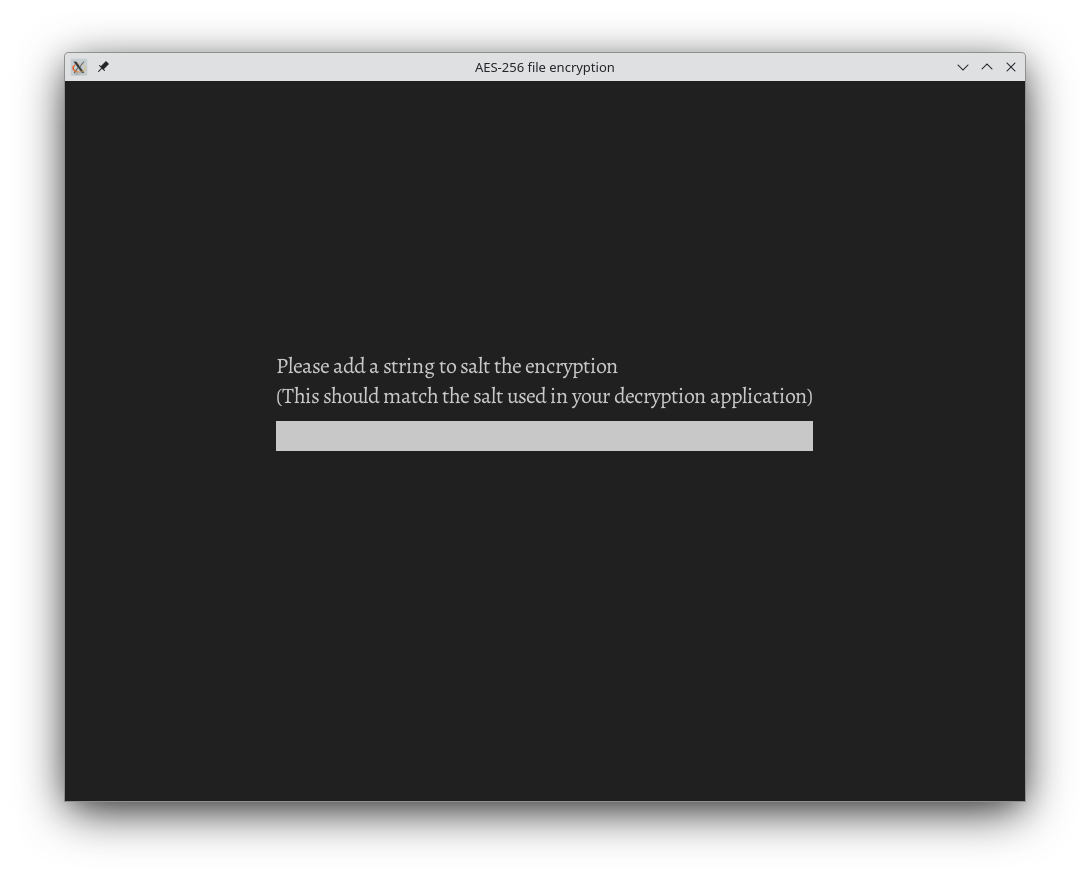 AES-256 file encryption
Please add a string to salt the encryption
(This should match the salt used in your decryption application)